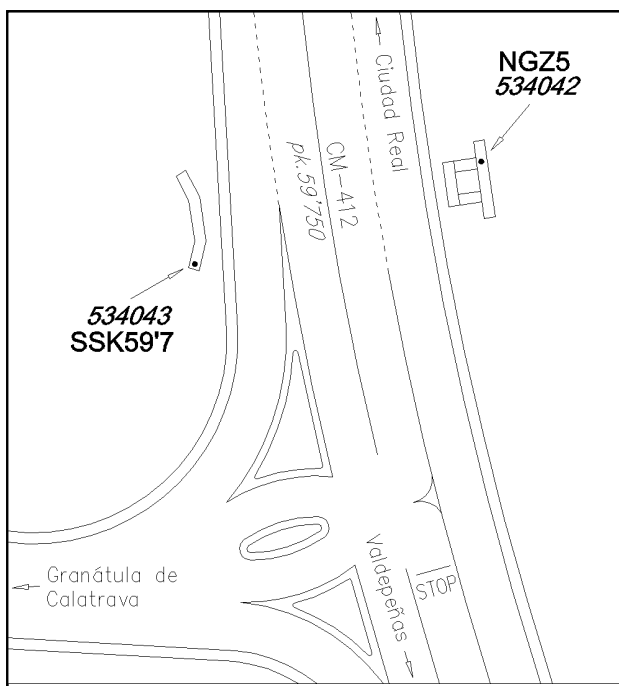 NGZ5
534042
Ciudad Real
CM-412
pk.59'750
534043
SSK59'7
Granátula de
Calatrava
Valdepeñas
STOP